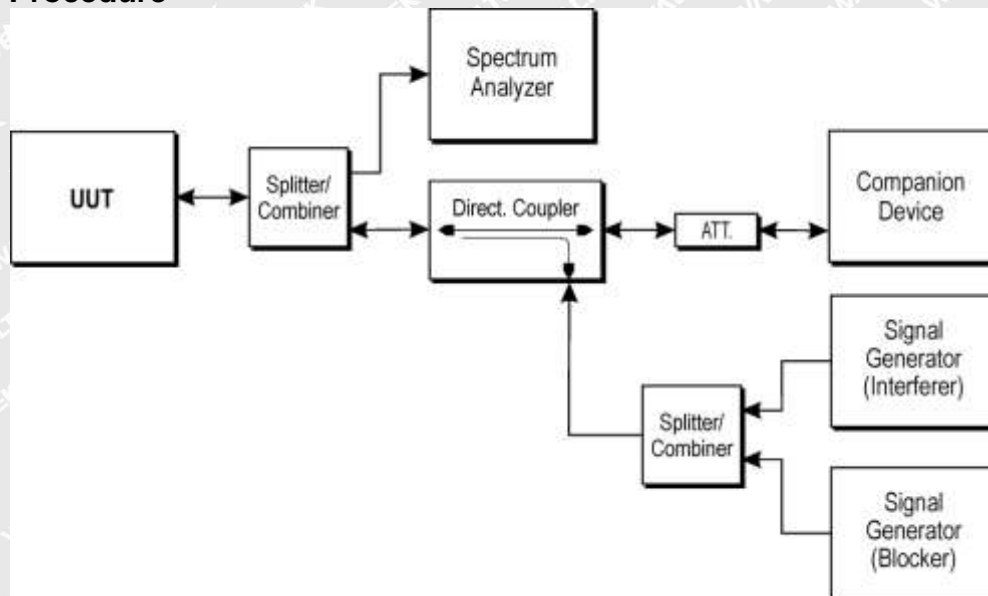 Procedure
Spectrum
Analyzer
UUT
Splitter/
Combiner
Direct. Coupler
ATT.
Companion
Device
Signal
Generator
(Interferer)
Splitter/
Combiner
Signal
Generator
(Blocker)